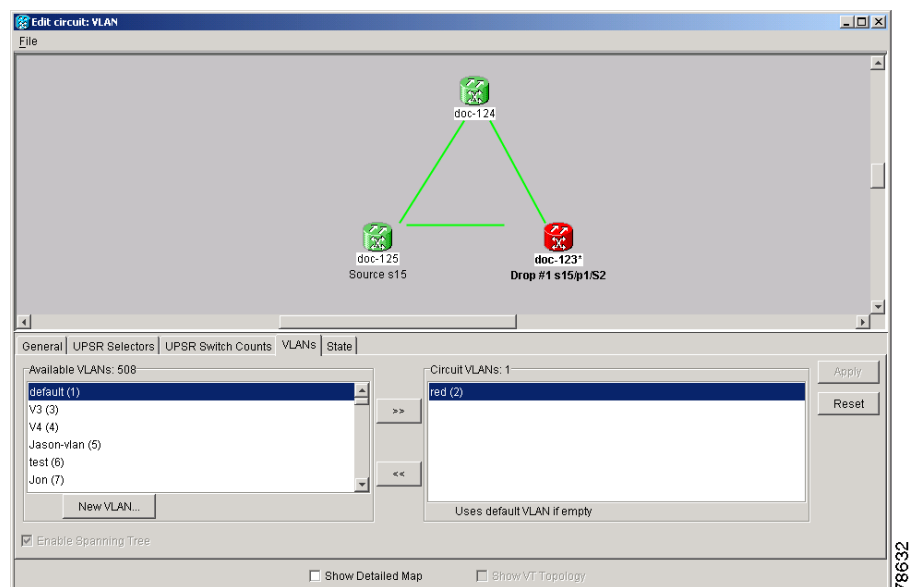 Edit circuit: VLAN
File
doc-124
doc-125
Source s15
doc-123*
Drop #1 s15/p1/S2
General UPSR Selectors UPSR Switch Counts VLANs State
Available VLANs: 508
default (1)
V3 (3)
V4 (4)
Jason-vlan (5)
test (6)
Jon (7)
New VLAN...
>>
<<
Circuit VLANs: 1
red (2)
Uses default VLAN if empty
Apply
Reset
Enable Spanning Tree
Show Detailed Map Show VT Topology
78632